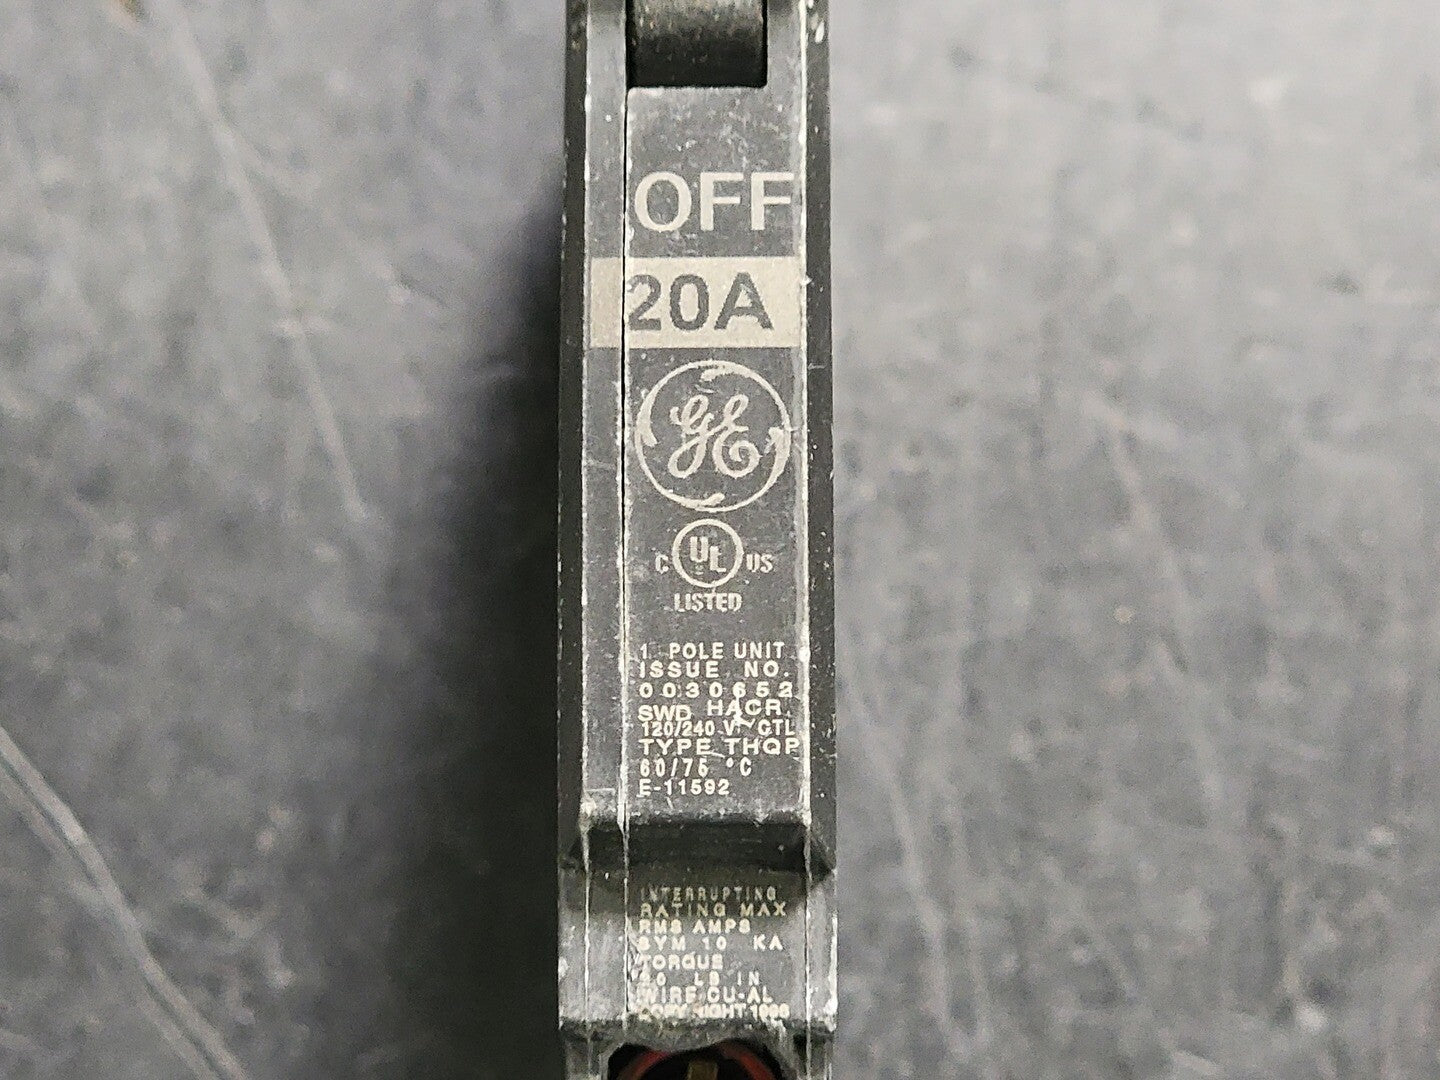 OFF
20A
GE
C UL US
LISTED
1 POLE UNIT
ISSUE NO.
0030652
SWD HACR
120/240 V~ CTL
TYPE THQP
60/75 °C
E-11592
INTERRUPTING
RATING MAX
RMS AMPS
SYM 10 KA
TORQUE
LB IN
WIRE CU-AL
COPYRIGHT